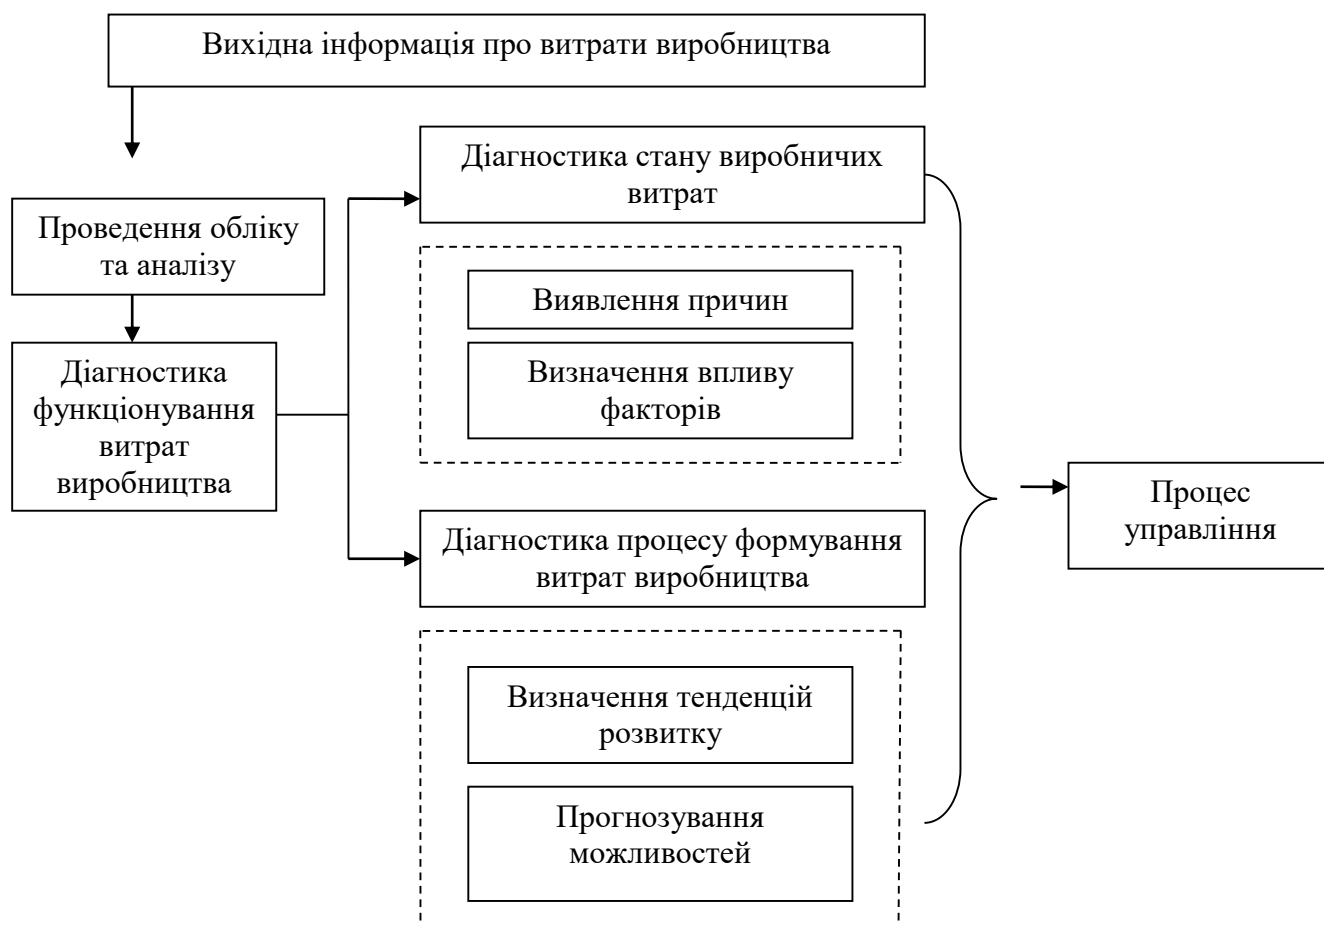 Вихідна інформація про витрати виробництва
Діагностика стану виробничих
витрат
Проведення обліку
та аналізу
Виявлення причин
Діагностика
функціонування
витрат
виробництва
Визначення впливу
факторів
Процес
управління
Діагностика процесу формування
витрат виробництва
Визначення тенденцій
розвитку
Прогнозування
можливостей